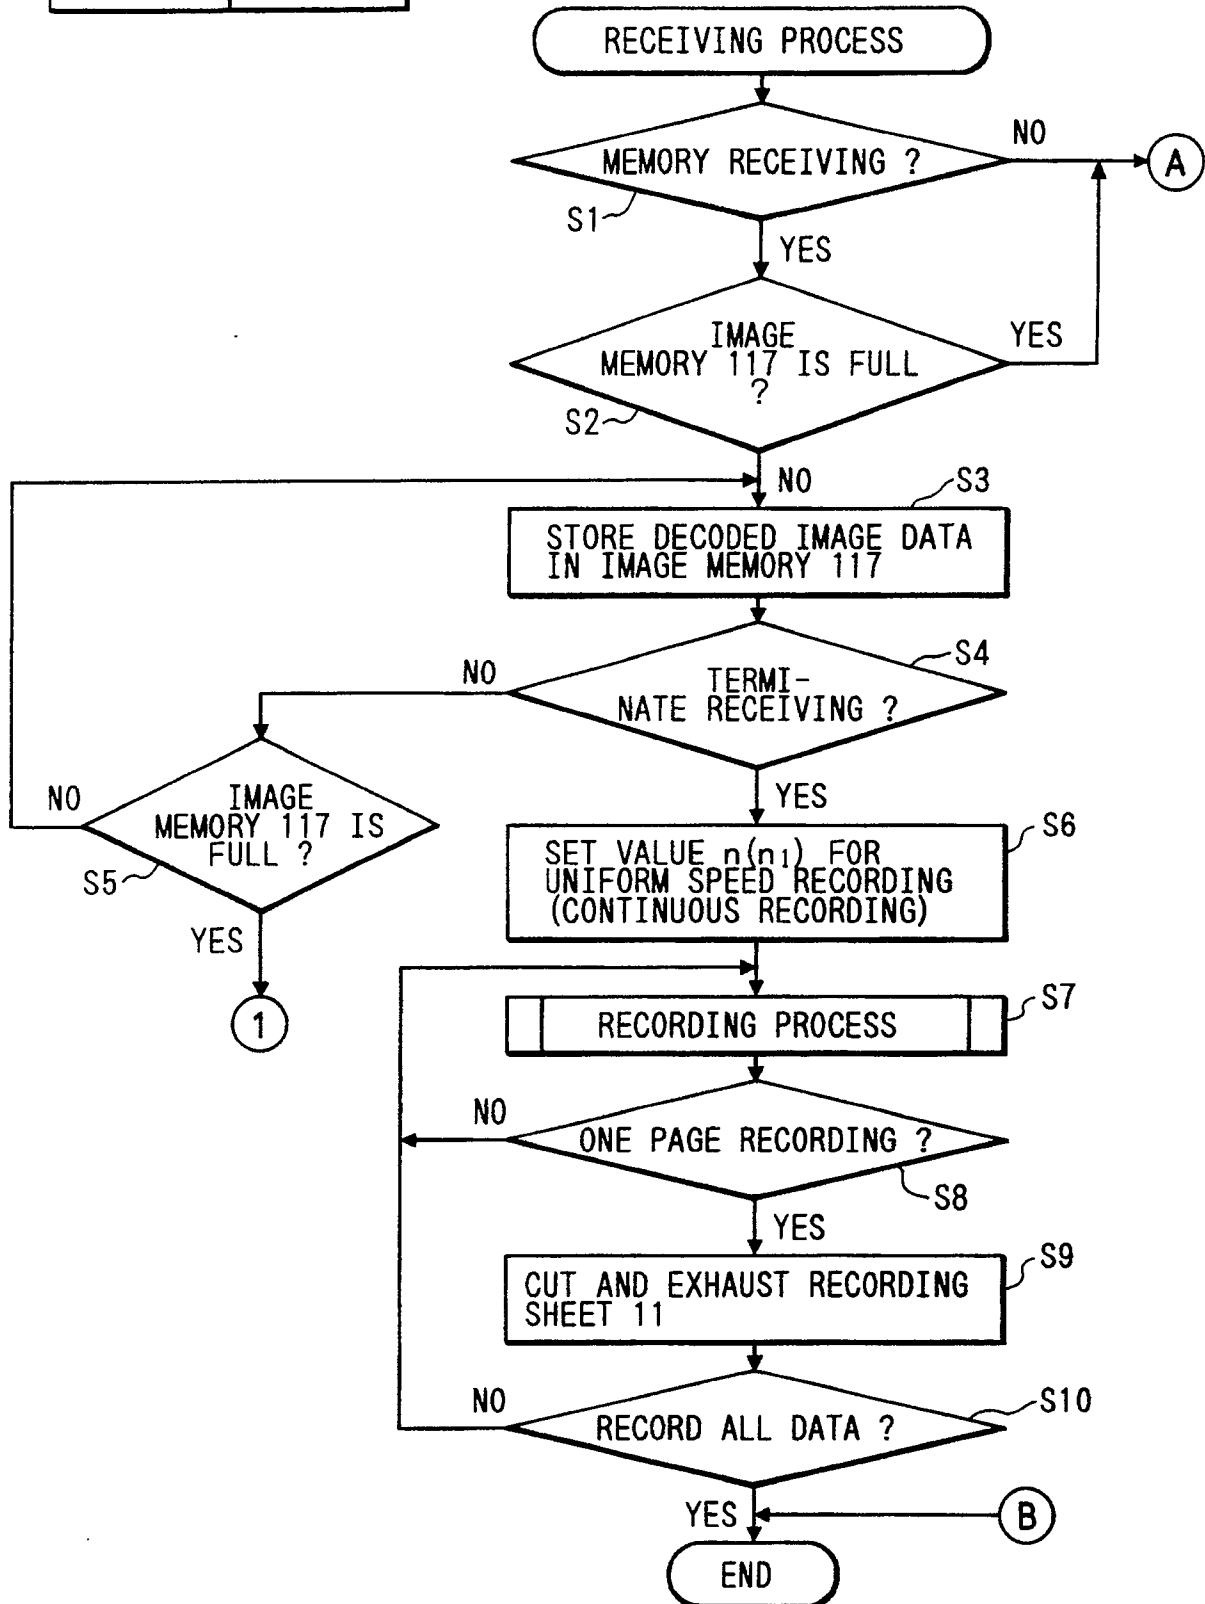 RECEIVING PROCESS
MEMORY RECEIVING ?
NO
A
S1
YES
IMAGE
MEMORY 117 IS FULL
?
YES
S2
NO
S3
STORE DECODED IMAGE DATA
IN IMAGE MEMORY 117
S4
NO
TERMI-
NATE RECEIVING ?
YES
NO
IMAGE
MEMORY 117 IS
FULL ?
S5
YES
1
S6
SET VALUE n(n1) FOR
UNIFORM SPEED RECORDING
(CONTINUOUS RECORDING)
S7
RECORDING PROCESS
NO
ONE PAGE RECORDING ?
S8
YES
S9
CUT AND EXHAUST RECORDING
SHEET 11
NO
S10
RECORD ALL DATA ?
YES
B
END